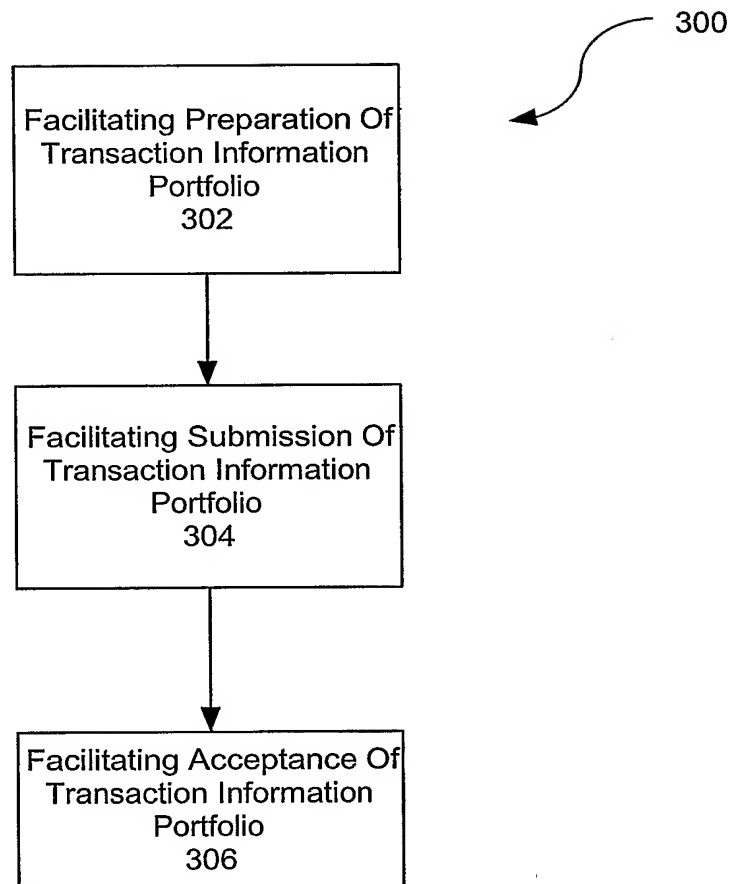 300
Facilitating Preparation Of
Transaction Information
Portfolio
302
Facilitating Submission Of
Transaction Information
Portfolio
304
Facilitating Acceptance Of
Transaction Information
Portfolio
306